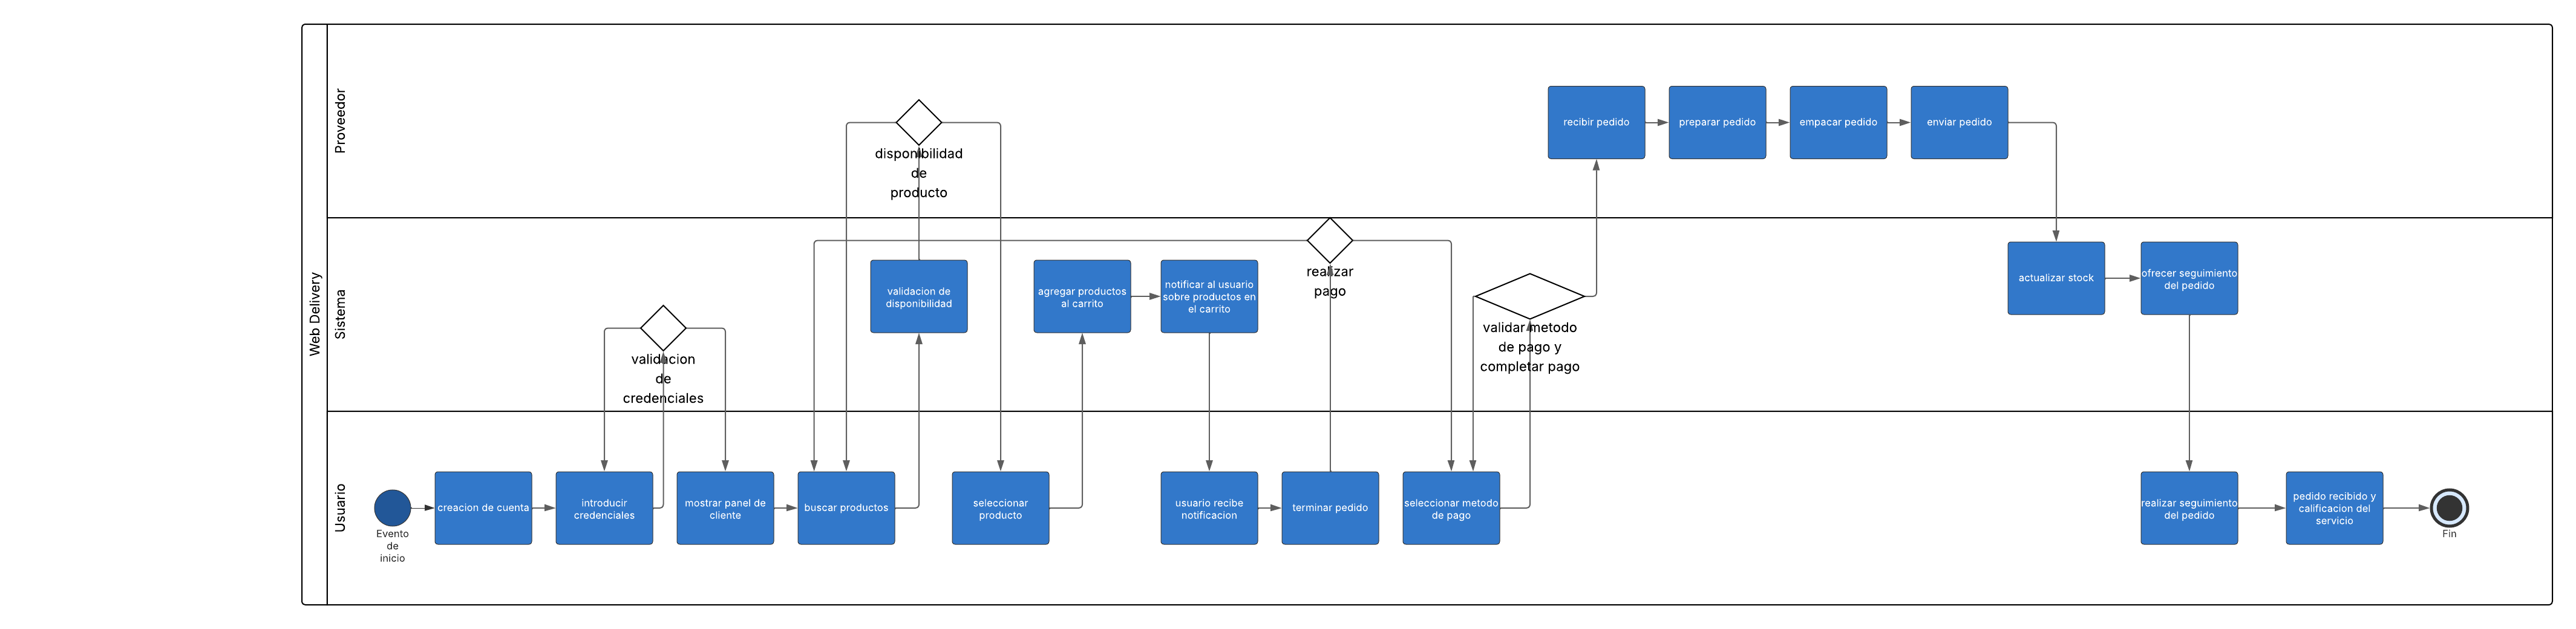 Web Delivery
Proveedor
disponibilidad
de
producto
recibir pedido
preparar pedido
empacar pedido
enviar pedido
Sistema
validacion
de
credenciales
validacion de
disponibilidad
agregar productos
al carrito
notificar al usuario
sobre productos en
el carrito
realizar
pago
validar metodo
de pago y
completar pago
actualizar stock
ofrecer seguimiento
del pedido
Usuario
Evento
de
inicio
creacion de cuenta
introducir
credenciales
mostrar panel de
cliente
buscar productos
seleccionar
producto
usuario recibe
notificacion
terminar pedido
seleccionar metodo
de pago
realizar seguimiento
del pedido
pedido recibido y
calificacion del
servicio
Fin